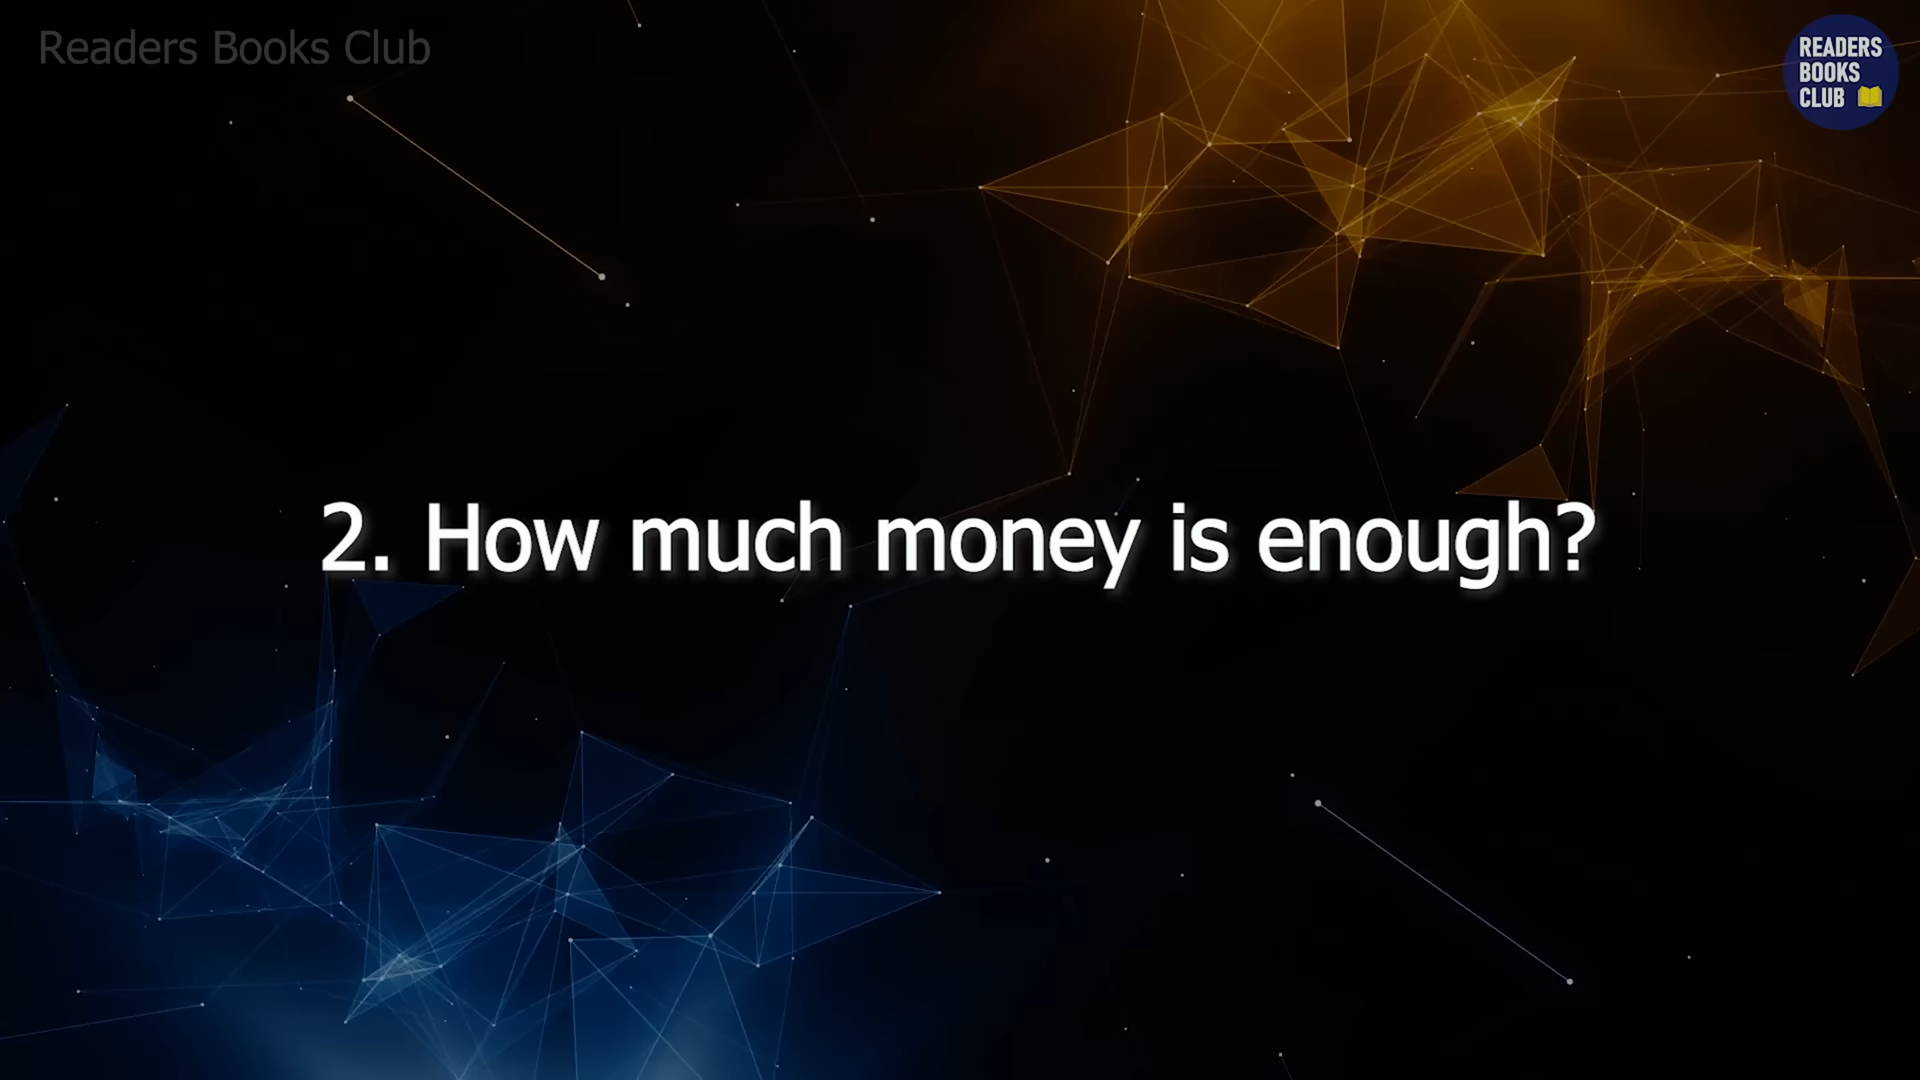 Readers Books Club
READERS
BOOKS
CLUB
2. How much money is enough?